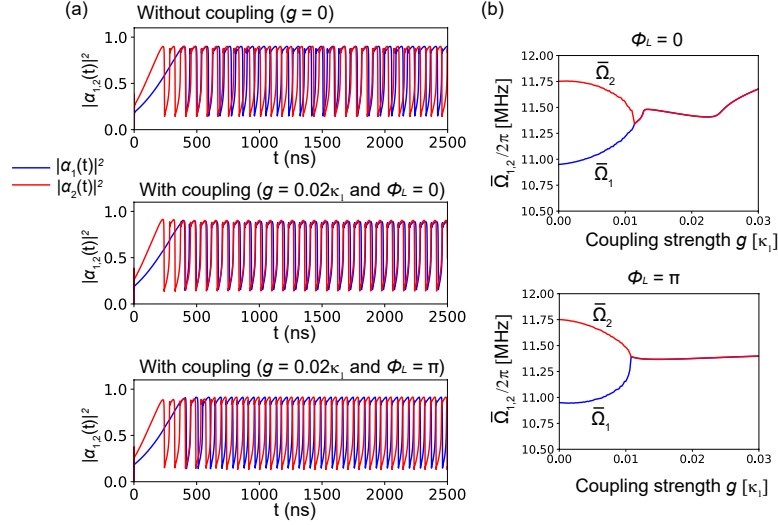 (a)
Without coupling (g = 0)
|α₁,₂(t)|²
1.0
0.5
0.0
0 500 1000 1500 2000 2500
t (ns)
|α₁(t)|²
|α₂(t)|²
With coupling (g = 0.02κ₁ and Φ_L = 0)
|α₁,₂(t)|²
1.0
0.5
0.0
0 500 1000 1500 2000 2500
t (ns)
With coupling (g = 0.02κ₁ and Φ_L = π)
|α₁,₂(t)|²
1.0
0.5
0.0
0 500 1000 1500 2000 2500
t (ns)
(b)
Φ_L = 0
Ω̅₁,₂/2π [MHz]
12.00
11.75
11.50
11.25
11.00
10.75
10.50
Ω̅₂
Ω̅₁
0.00 0.01 0.02 0.03
Coupling strength g [κ₁]
Φ_L = π
Ω̅₁,₂/2π [MHz]
12.00
11.75
11.50
11.25
11.00
10.75
10.50
Ω̅₂
Ω̅₁
0.00 0.01 0.02 0.03
Coupling strength g [κ₁]